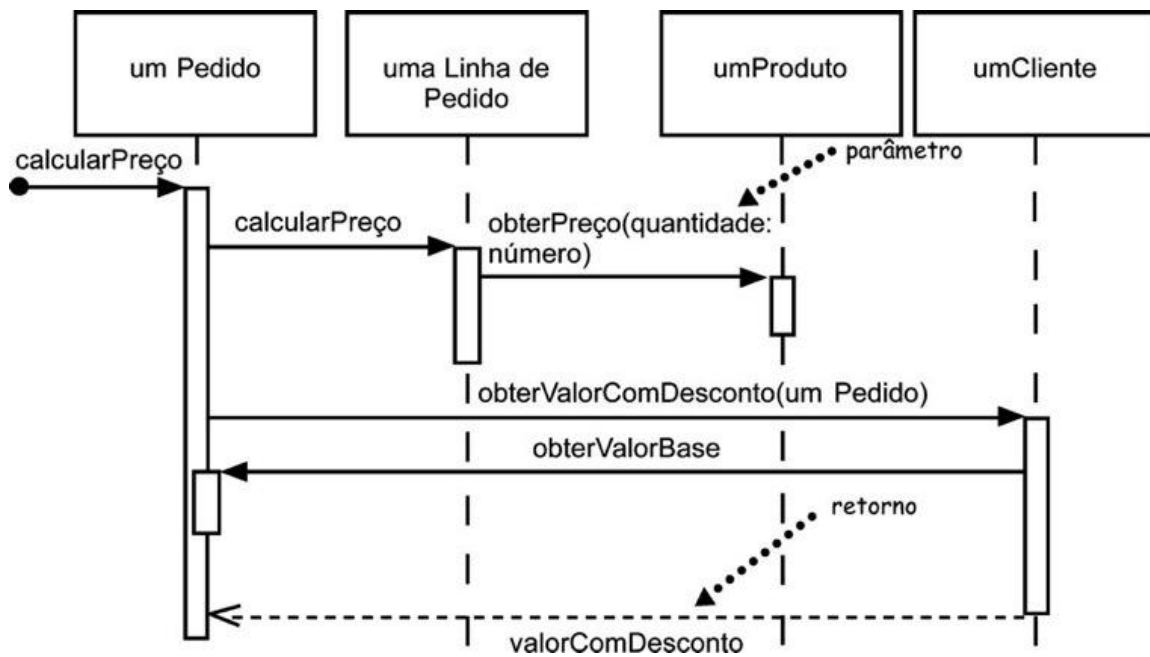 um Pedido
uma Linha de
Pedido
umProduto
umCliente
calcularPreço
parâmetro
calcularPreço
obterPreço(quantidade:
número)
obterValorComDesconto(um Pedido)
obterValorBase
retorno
valorComDesconto